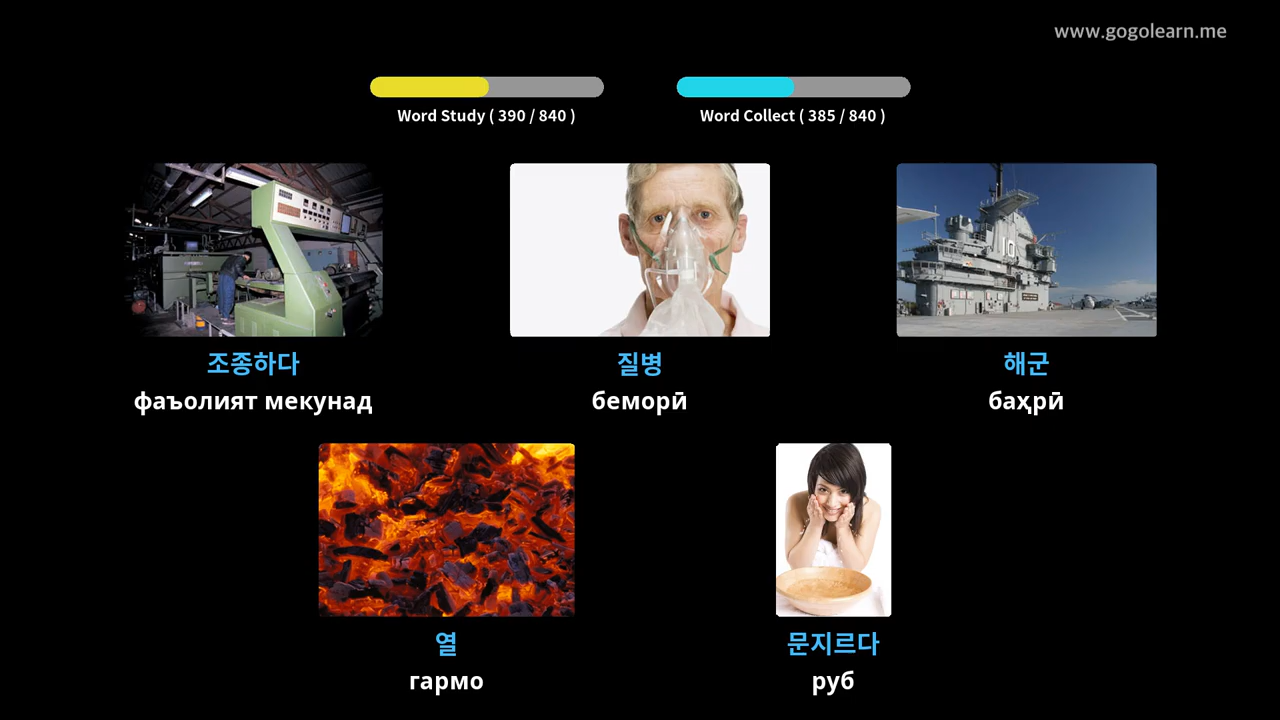 www.gogolearn.me
Word Study ( 390 / 840 )
Word Collect ( 385 / 840 )
조종하다
фаъолият мекунад
질병
беморӣ
해군
баҳрӣ
10
열
гармо
문지르다
руб